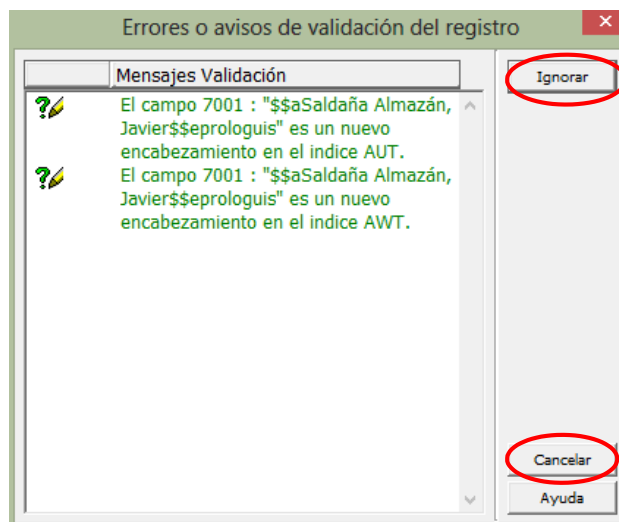 Errores o avisos de validación del registro
Mensajes Validación
Ignorar
El campo 7001 : "$$aSaldaña Almazán,
Javier$$eprologuis" es un nuevo
encabezamiento en el indice AUT.
El campo 7001 : "$$aSaldaña Almazán,
Javier$$eprologuis" es un nuevo
encabezamiento en el indice AWT.
Cancelar
Ayuda